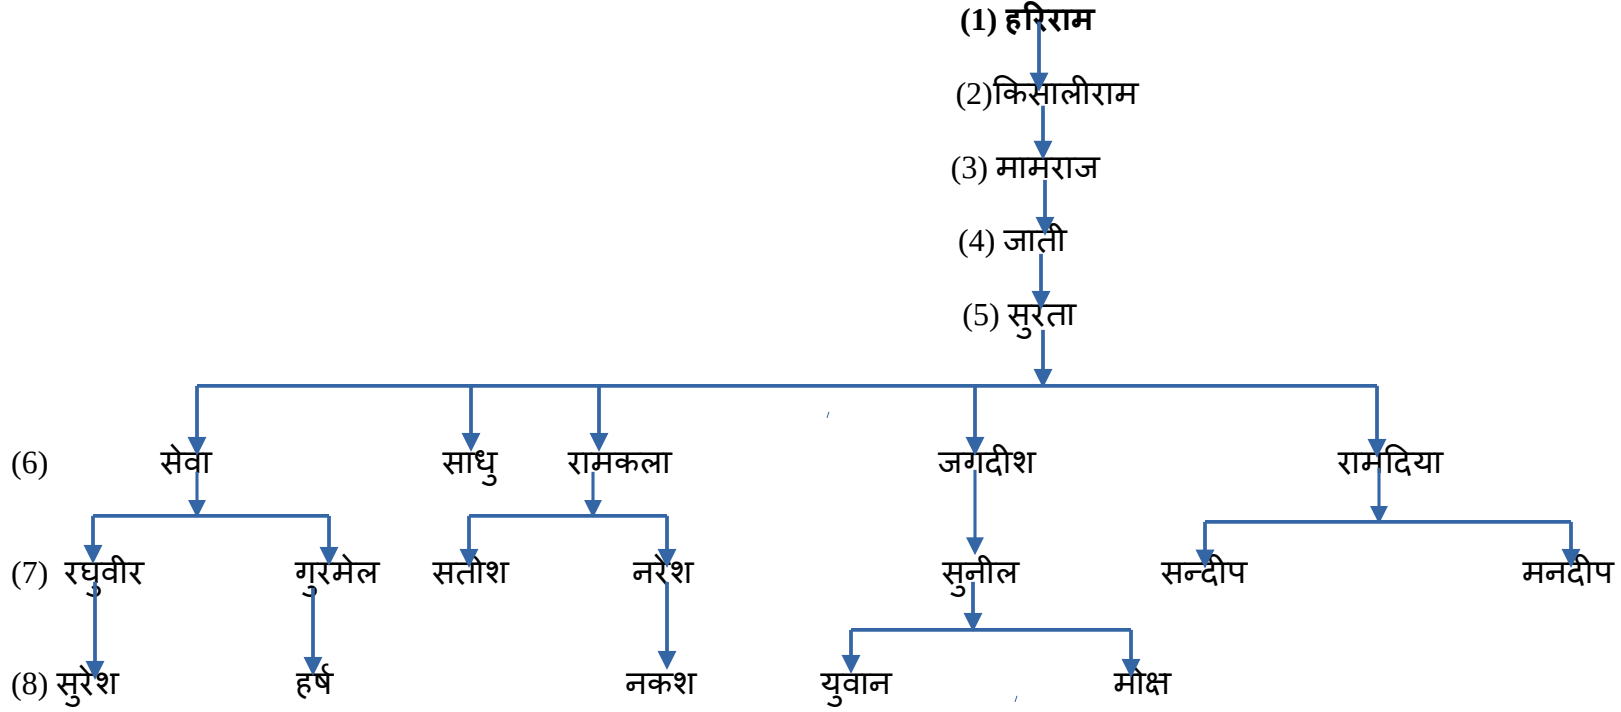 (1) हरिराम
(2)किसालीराम
(3) मामराज
(4) जाती
(5) सुरता
(6) सेवा साधु रामकला जगदीश रामदिया
(7) रघुवीर गुरमेल सतीश नरेश सुनील सन्दीप मनदीप
(8) सुरेश हर्ष नकश युवान मोक्ष